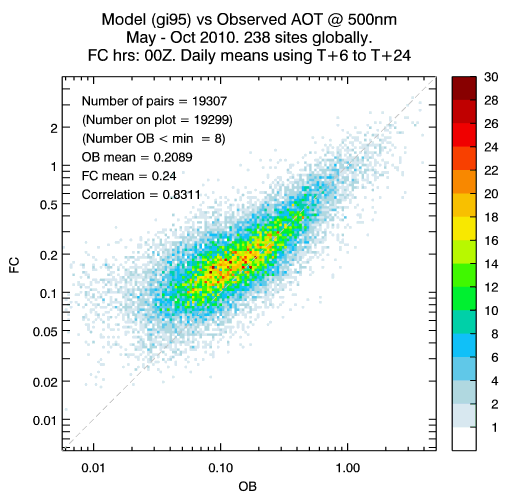 Model (gi95) vs Observed AOT @ 500nm
May - Oct 2010. 238 sites globally.
FC hrs: 00Z. Daily means using T+6 to T+24
Number of pairs = 19307
(Number on plot = 19299)
(Number OB < min = 8)
OB mean = 0.2089
FC mean = 0.24
Correlation = 0.8311
FC
2
1
0.5
0.2
0.1
0.05
0.02
0.01
0.01
0.10
1.00
OB
30
28
26
24
22
20
18
16
14
12
10
8
6
4
2
1